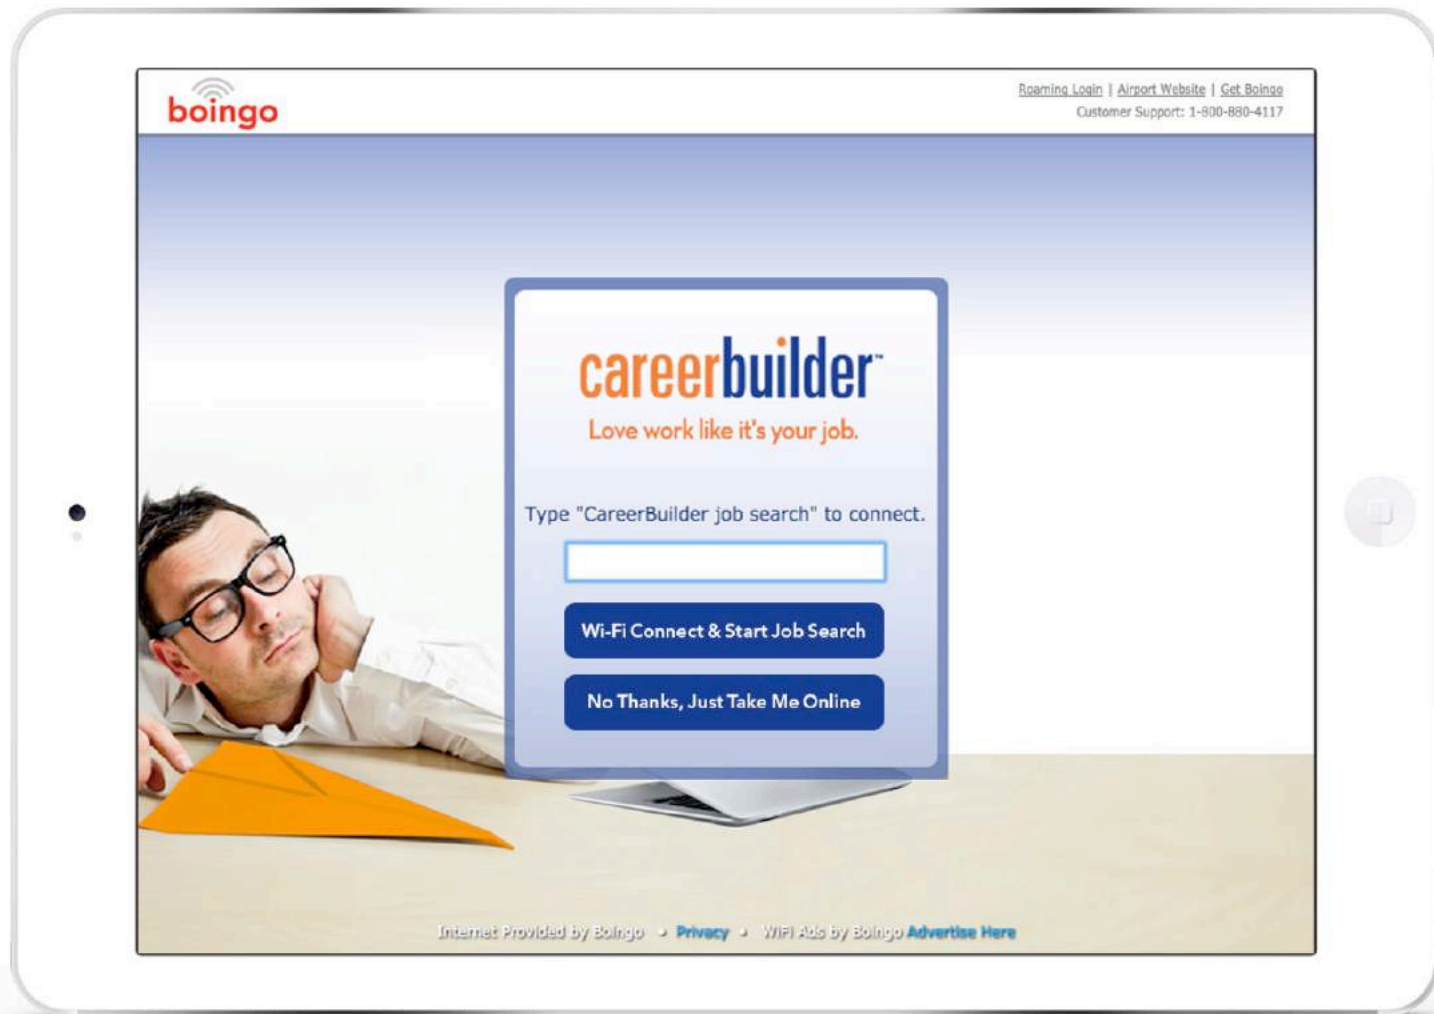 boingo
Roaming Login | Airport Website | Get Boingo
Customer Support: 1-800-880-4117
careerbuilder™
Love work like it's your job.
Type "CareerBuilder job search" to connect.
Wi-Fi Connect & Start Job Search
No Thanks, Just Take Me Online
Internet Provided by Boingo • Privacy • WiFi Ads by Boingo Advertise Here